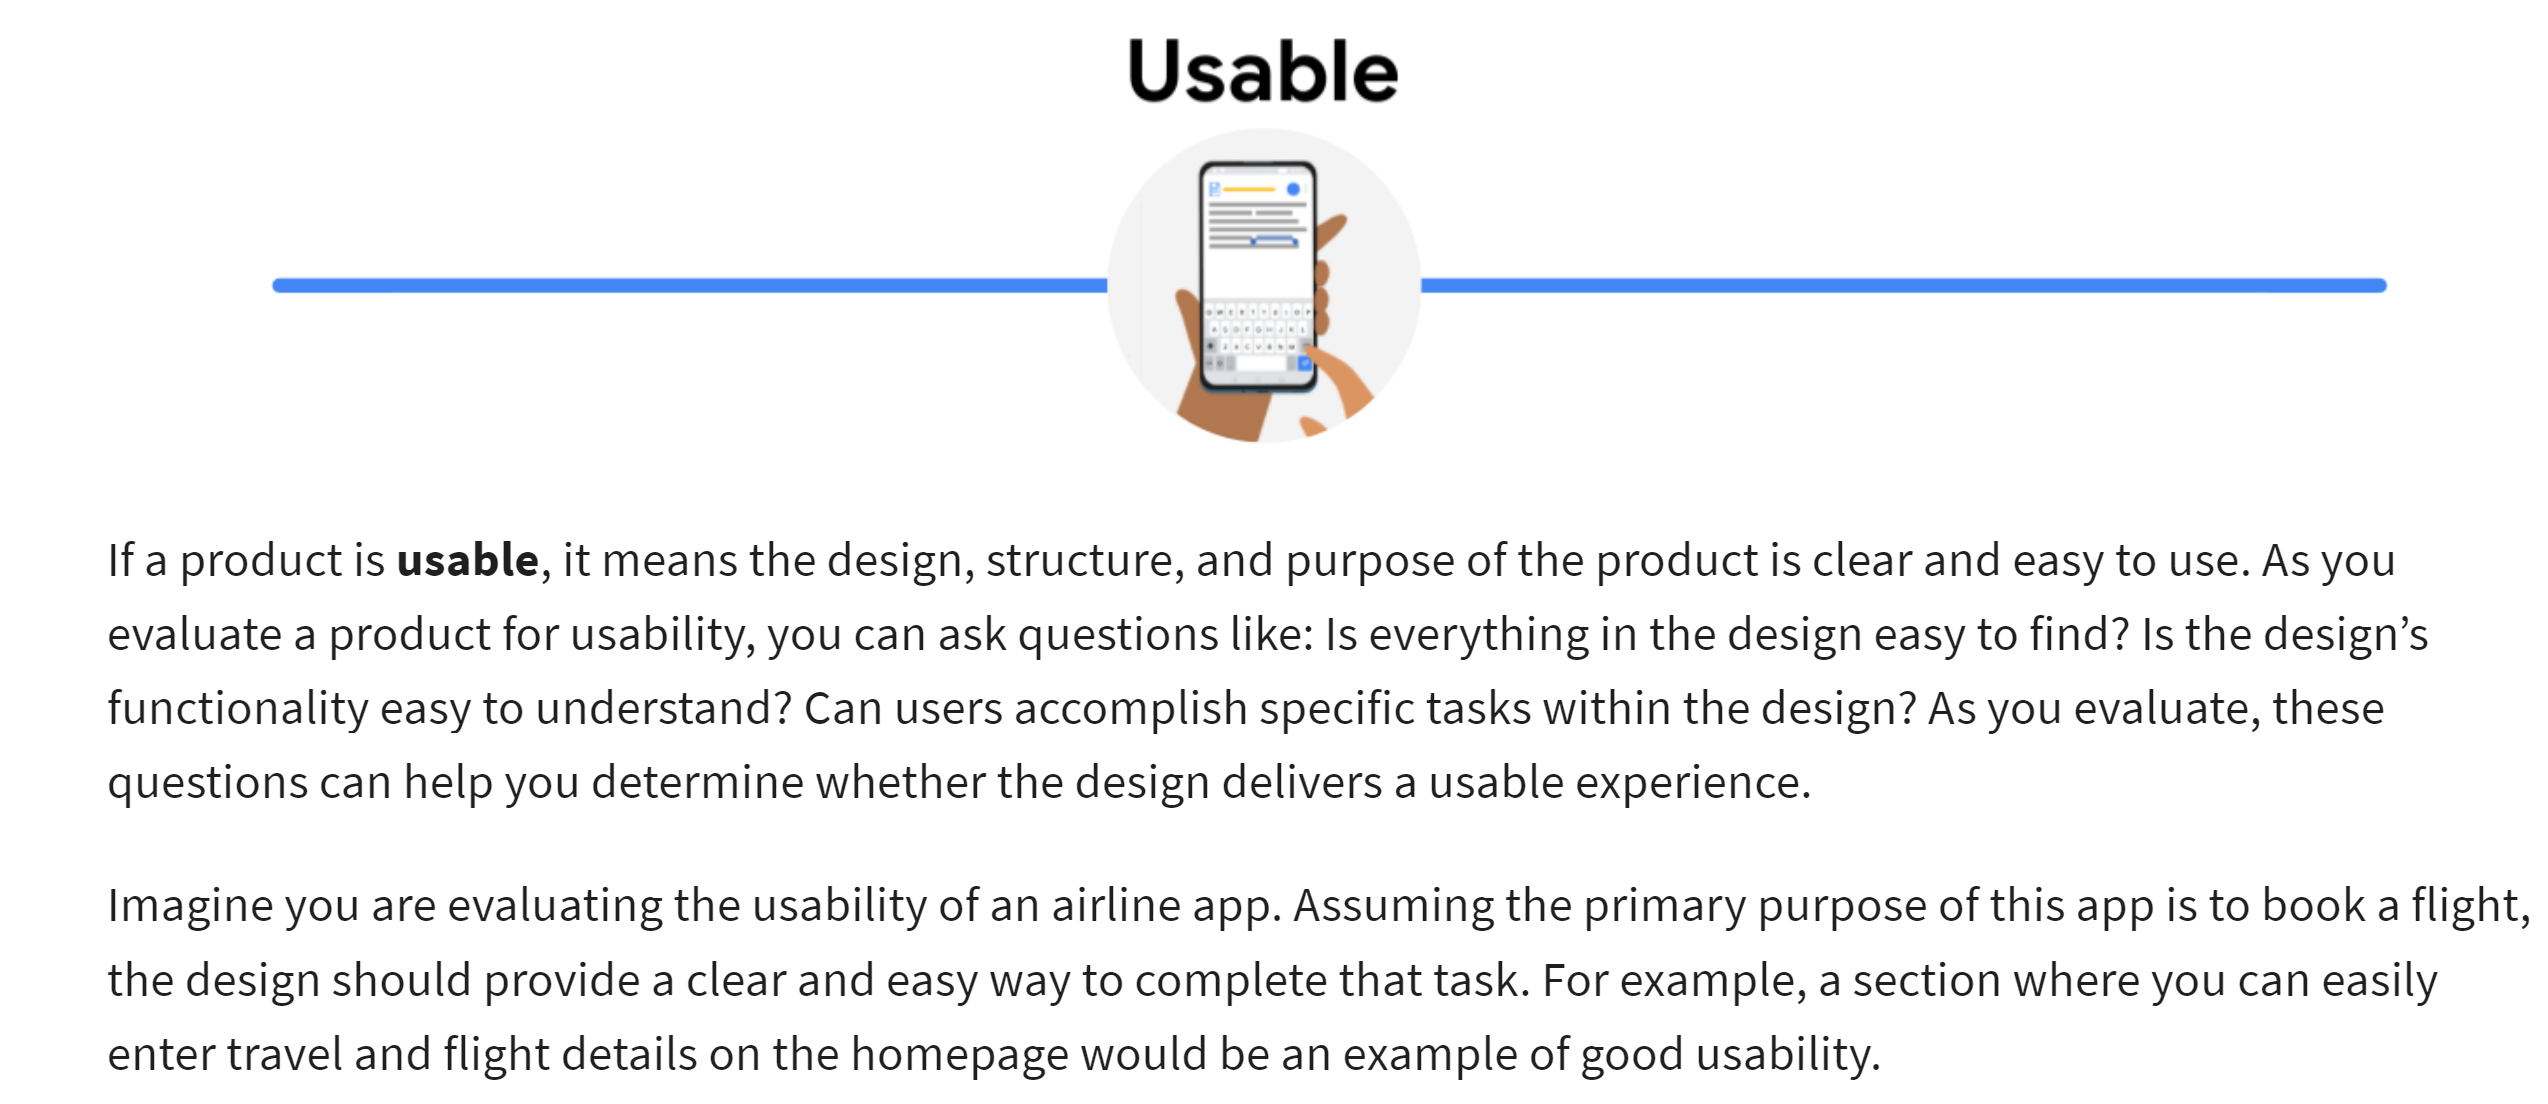 Usable
If a product is usable, it means the design, structure, and purpose of the product is clear and easy to use. As you
evaluate a product for usability, you can ask questions like: Is everything in the design easy to find? Is the design’s
functionality easy to understand? Can users accomplish specific tasks within the design? As you evaluate, these
questions can help you determine whether the design delivers a usable experience.
Imagine you are evaluating the usability of an airline app. Assuming the primary purpose of this app is to book a flight,
the design should provide a clear and easy way to complete that task. For example, a section where you can easily
enter travel and flight details on the homepage would be an example of good usability.